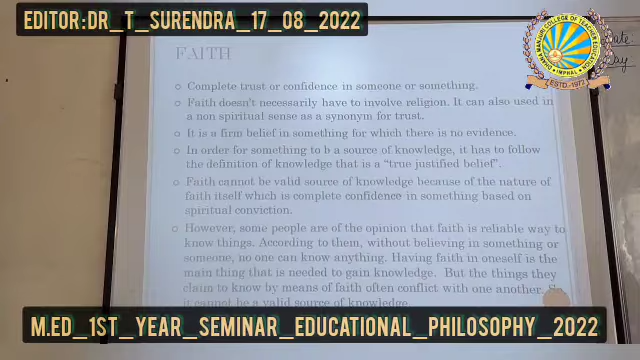 EDITOR:DR_T_SURENDRA_17_08_2022
FAITH
Complete trust or confidence in someone or something.
Faith doesn't necessarily have to involve religion. It can also used in
a non spiritual sense as a synonym for trust.
It is a firm belief in something for which there is no evidence.
In order for something to b a source of knowledge, it has to follow
the definition of knowledge that is a "true justified belief".
Faith cannot be valid source of knowledge because of the nature of
faith itself which is complete confidence in something based on
spiritual conviction.
However, some people are of the opinion that faith is reliable way to
know things. According to them, without believing in something or
someone, no one can know anything. Having faith in oneself is the
main thing that is needed to gain knowledge. But the things they
claim to know by means of faith often conflict with one another. So
it cannot be a valid source of knowledge.
DHANA MANJURI COLLEGE OF TEACHER EDUCATION
IMPHAL
ESTD.-1972
M.ED_1ST_YEAR_SEMINAR_EDUCATIONAL_PHILOSOPHY_2022